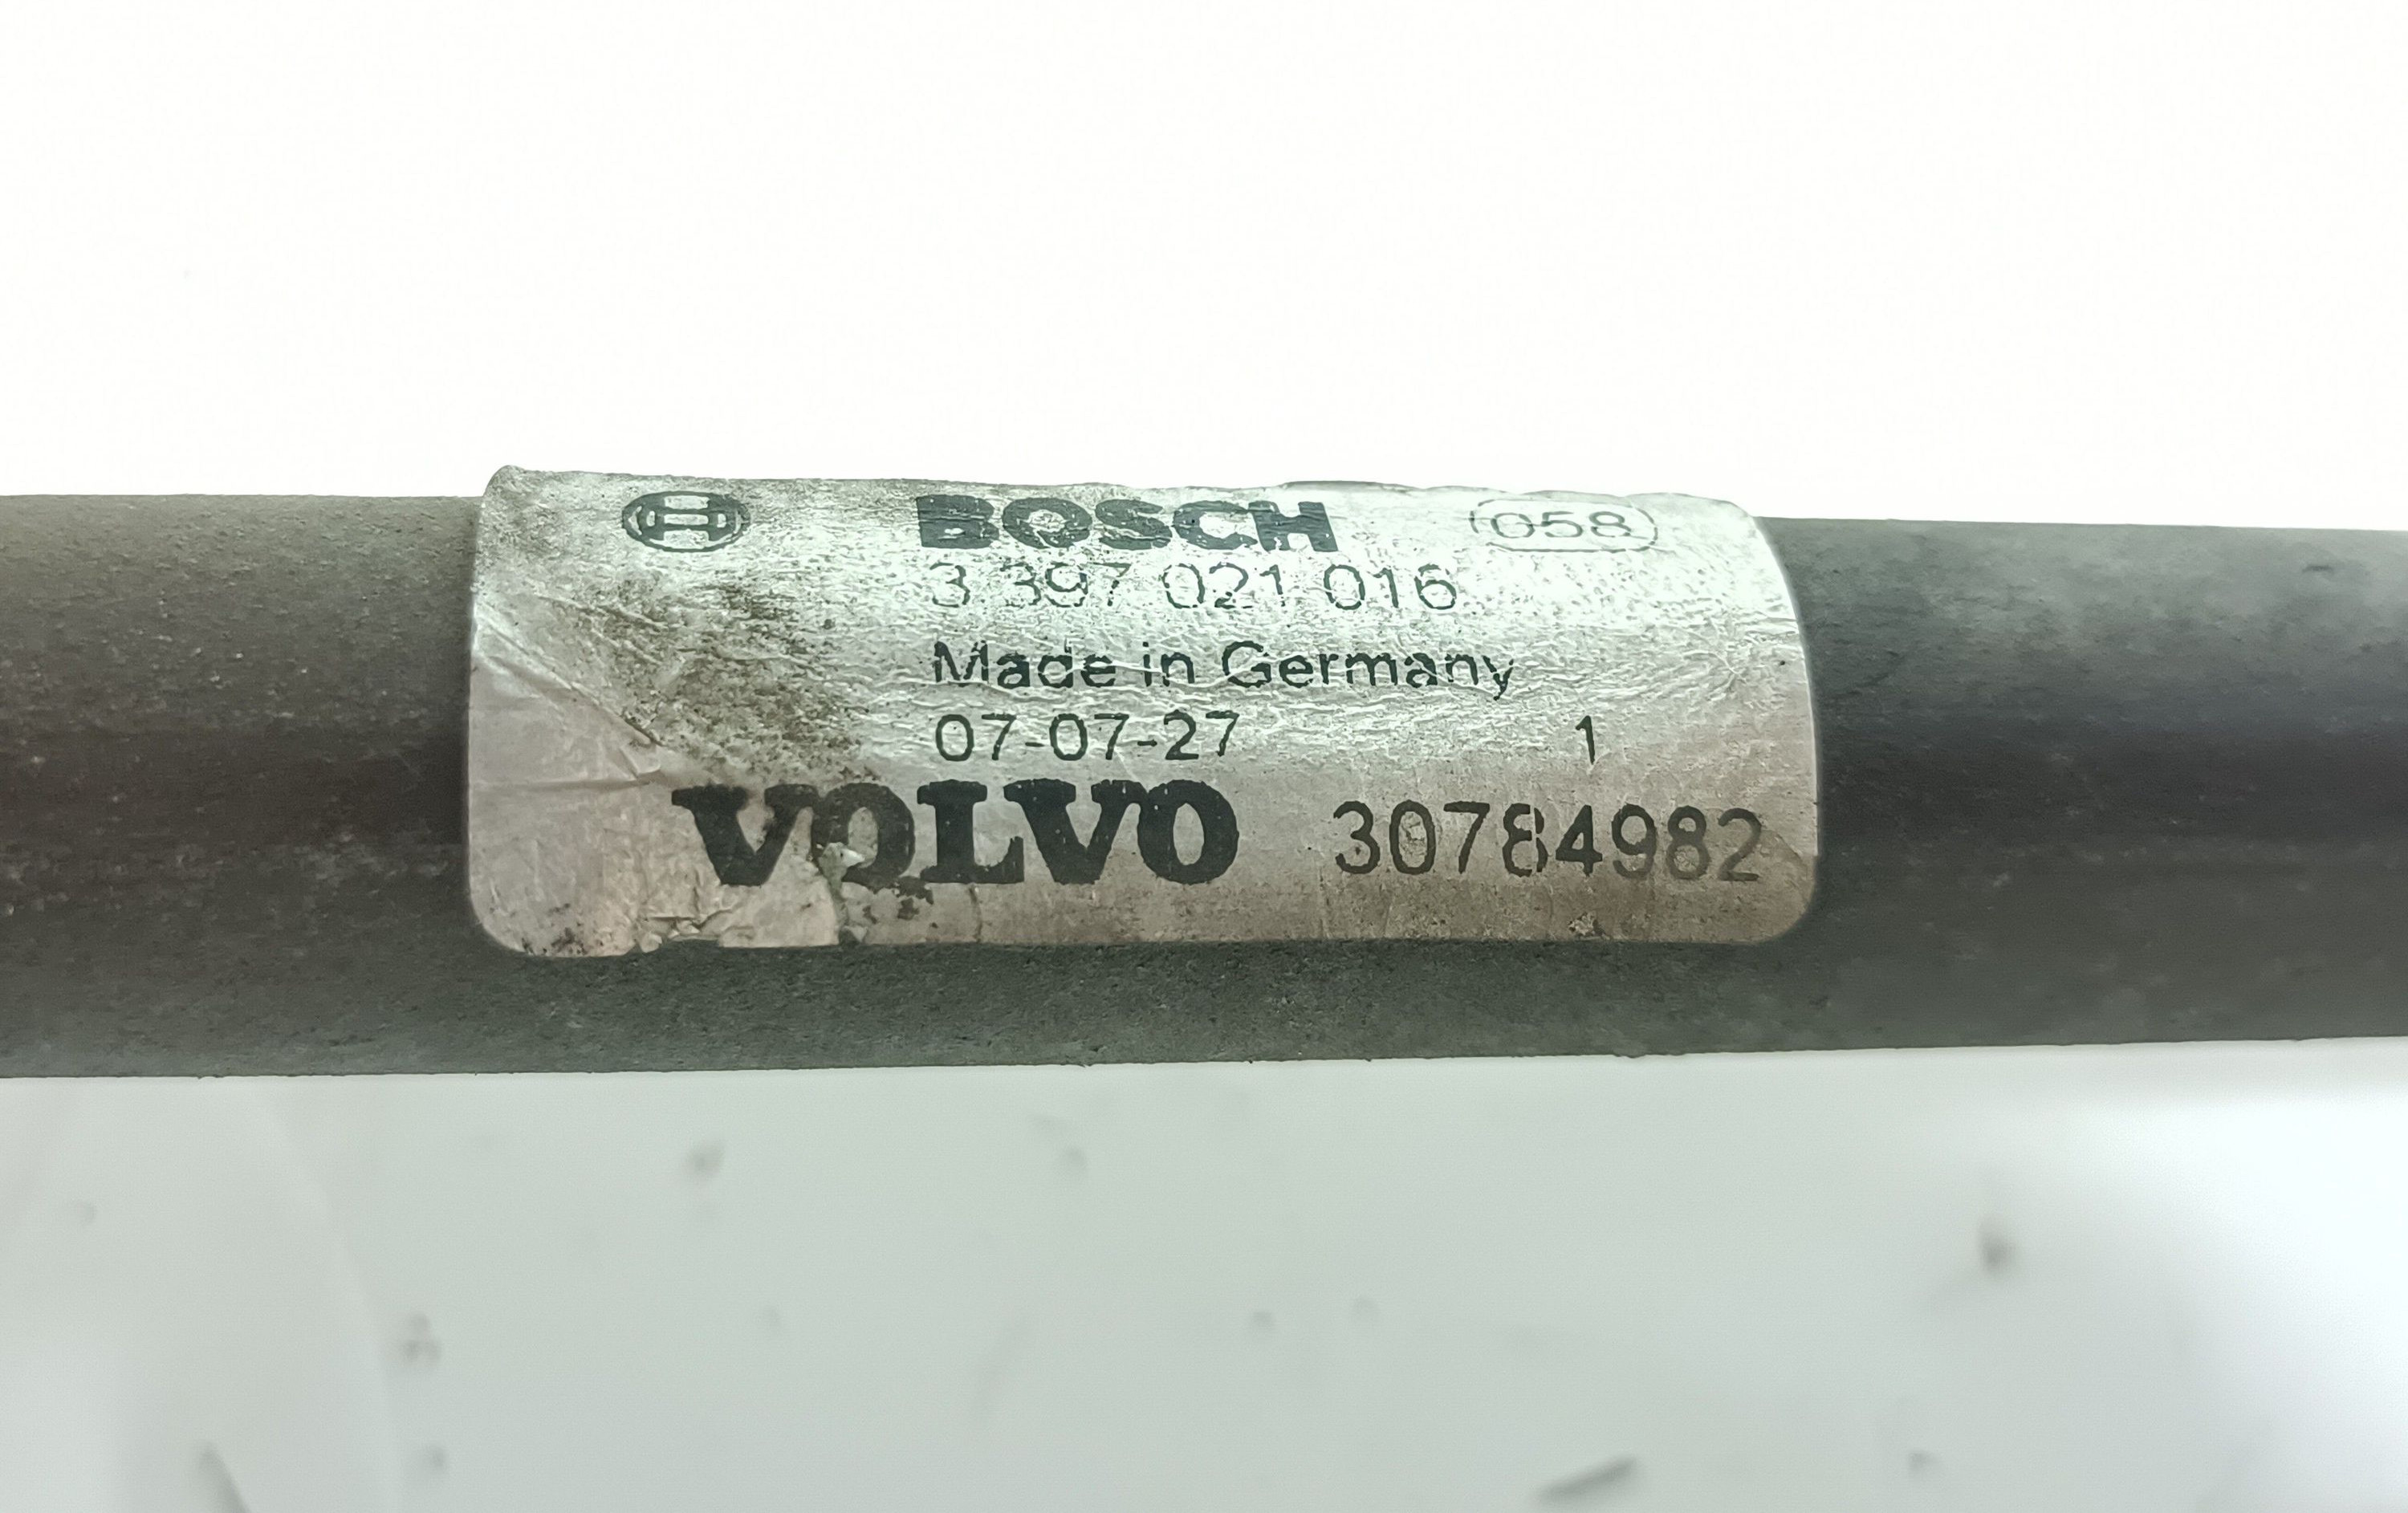 BOSCH 058
3 397 021 016
Made in Germany
07-07-27 1
VOLVO 30784982